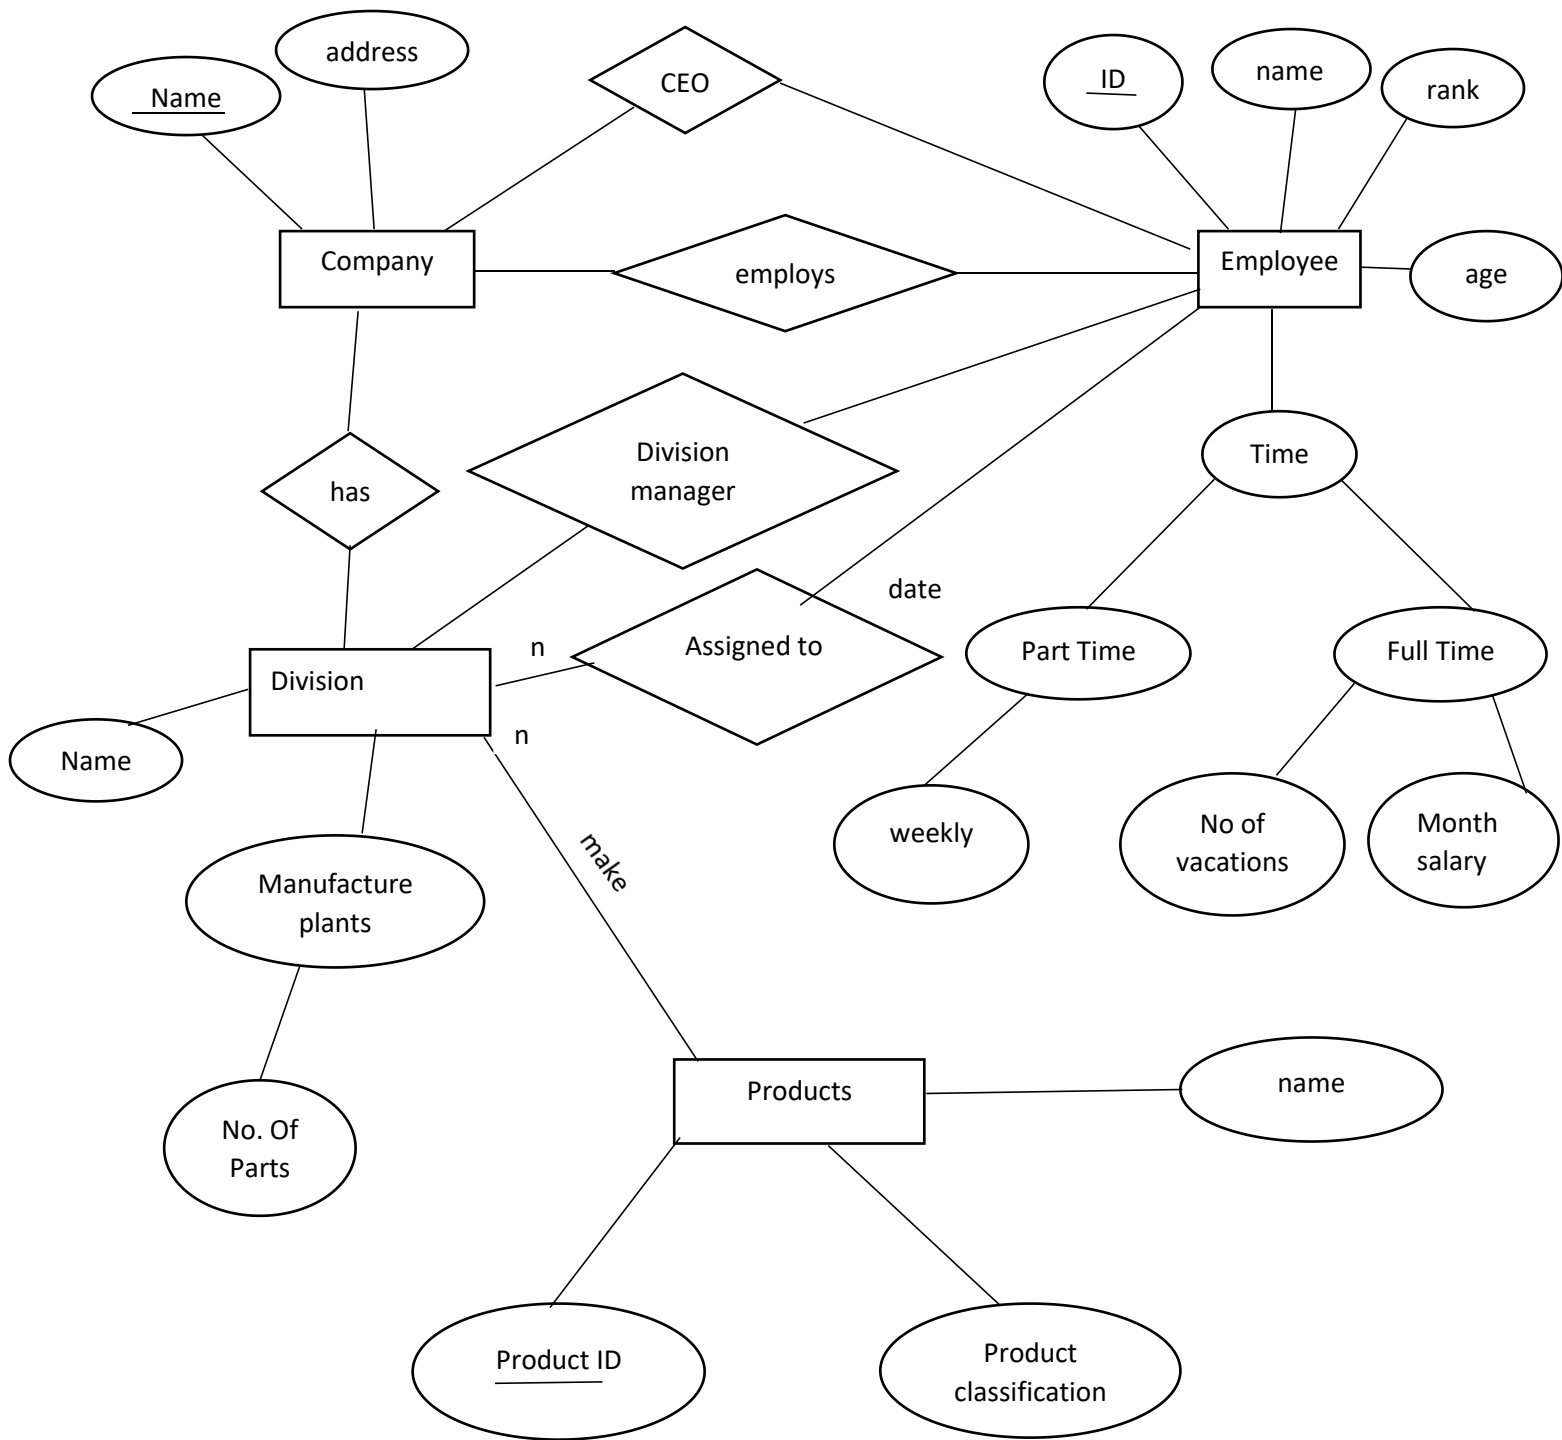 address
Name
CEO
ID
name
rank
Company
employs
Employee
age
has
Division
manager
Time
date
n
Assigned to
Part Time
Full Time
Division
n
Name
make
weekly
No of
vacations
Month
salary
Manufacture
plants
Products
name
No. Of
Parts
Product ID
Product
classification